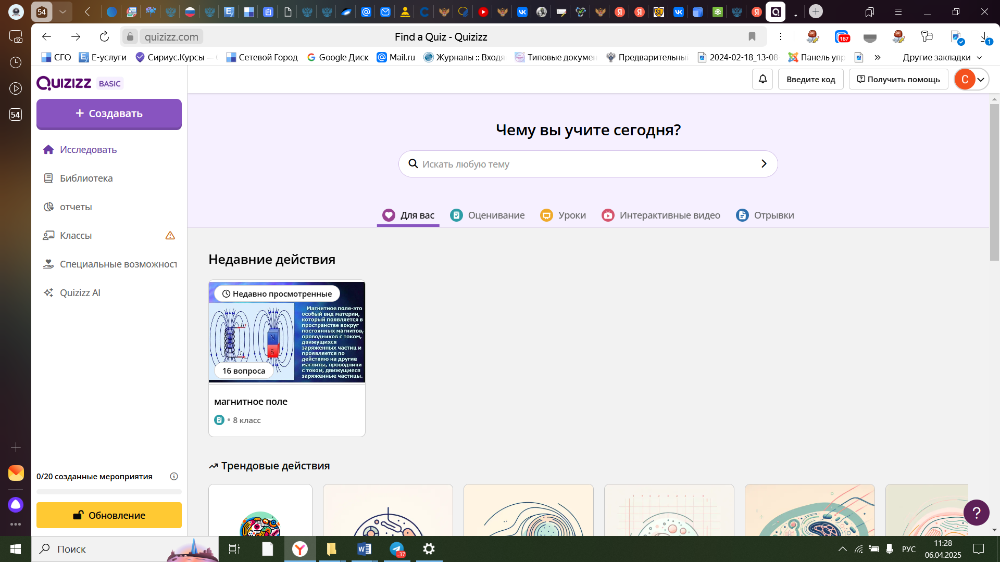 54
quizizz.com
Find a Quiz - Quizizz
167
1
СГО
Е-услуги
Сириус.Курсы —
Сетевой Город
Google Диск
Mail.ru
Журналы :: Входя
Типовые докумен
Предварительный
2024-02-18_13-08
Панель упр
»
Другие закладки
54
QUIZIZZ
BASIC
Введите код
Получить помощь
C
+ Создавать
Исследовать
Библиотека
отчеты
Классы
Специальные возможност
Quizizz AI
0/20 созданные мероприятия
Обновление
Чему вы учите сегодня?
Искать любую тему
Для вас
Оценивание
Уроки
Интерактивные видео
Отрывки
Недавние действия
Недавно просмотренные
Магнитное поле-это
особый вид материи,
который появляется в
пространстве вокруг
постоянных магнитов,
проводников с током,
движущихся
заряженных частиц и
проявляется по
действию на другие
магниты, проводники
с током, движущиеся
заряженные частицы.
N
S
16 вопроса
магнитное поле
• 8 класс
Трендовые действия
?
Поиск
37
РУС
11:28
06.04.2025